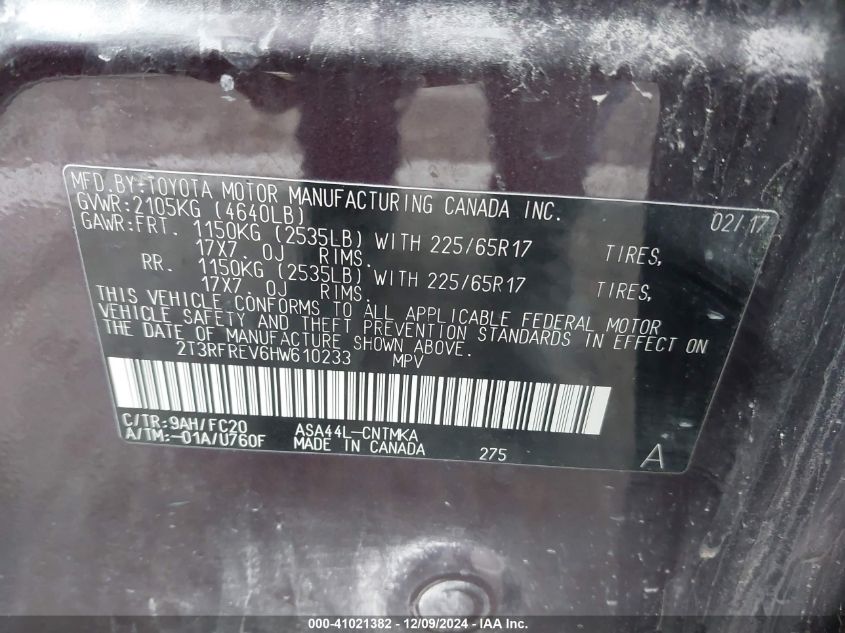 MFD. BY: TOYOTA MOTOR MANUFACTURING CANADA INC. 02/17
GVWR: 2105KG (4640LB)
GAWR: FRT. 1150KG (2535LB) WITH 225/65R17 TIRES,
17X7. 0J RIMS.
RR. 1150KG (2535LB) WITH 225/65R17 TIRES,
17X7. 0J RIMS.
THIS VEHICLE CONFORMS TO ALL APPLICABLE FEDERAL MOTOR
VEHICLE SAFETY AND THEFT PREVENTION STANDARDS IN EFFECT ON
THE DATE OF MANUFACTURE SHOWN ABOVE.
2T3RFREV6HW610233 MPV
C/TR: 9AH/FC20 ASA44L-CNTMKA
A/TM: -01A/U760F MADE IN CANADA 275 A
000-41021382 - 12/09/2024 - IAA Inc.